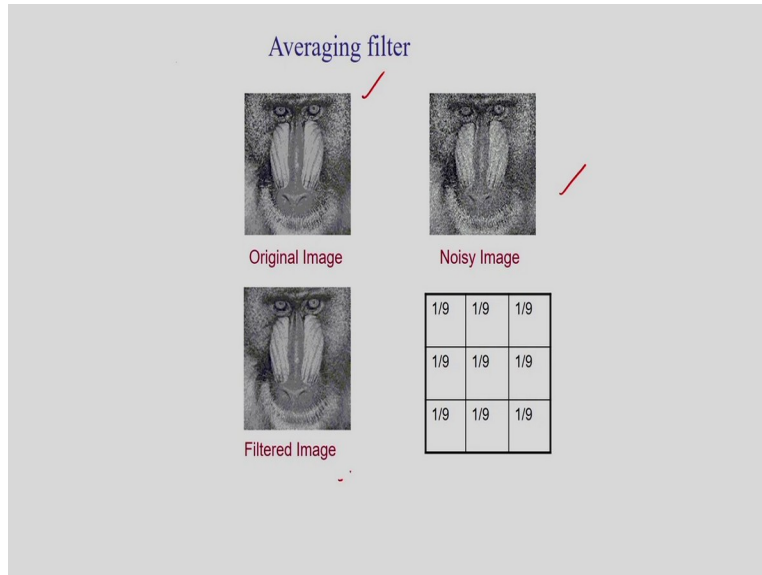 Averaging filter
Original Image
Noisy Image
1/9 1/9 1/9
1/9 1/9 1/9
1/9 1/9 1/9
Filtered Image